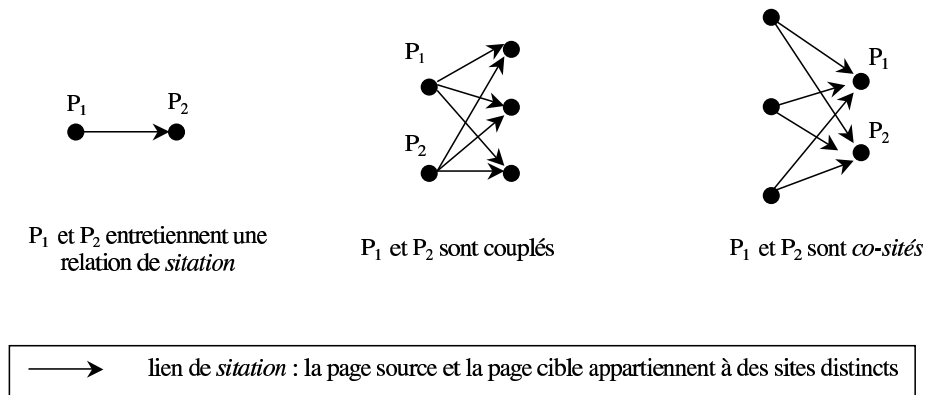 P1 P2
P1 et P2 entretiennent une
relation de sitation
P1
P2
P1 et P2 sont couplés
P1
P2
P1 et P2 sont co-sités
lien de sitation : la page source et la page cible appartiennent à des sites distincts